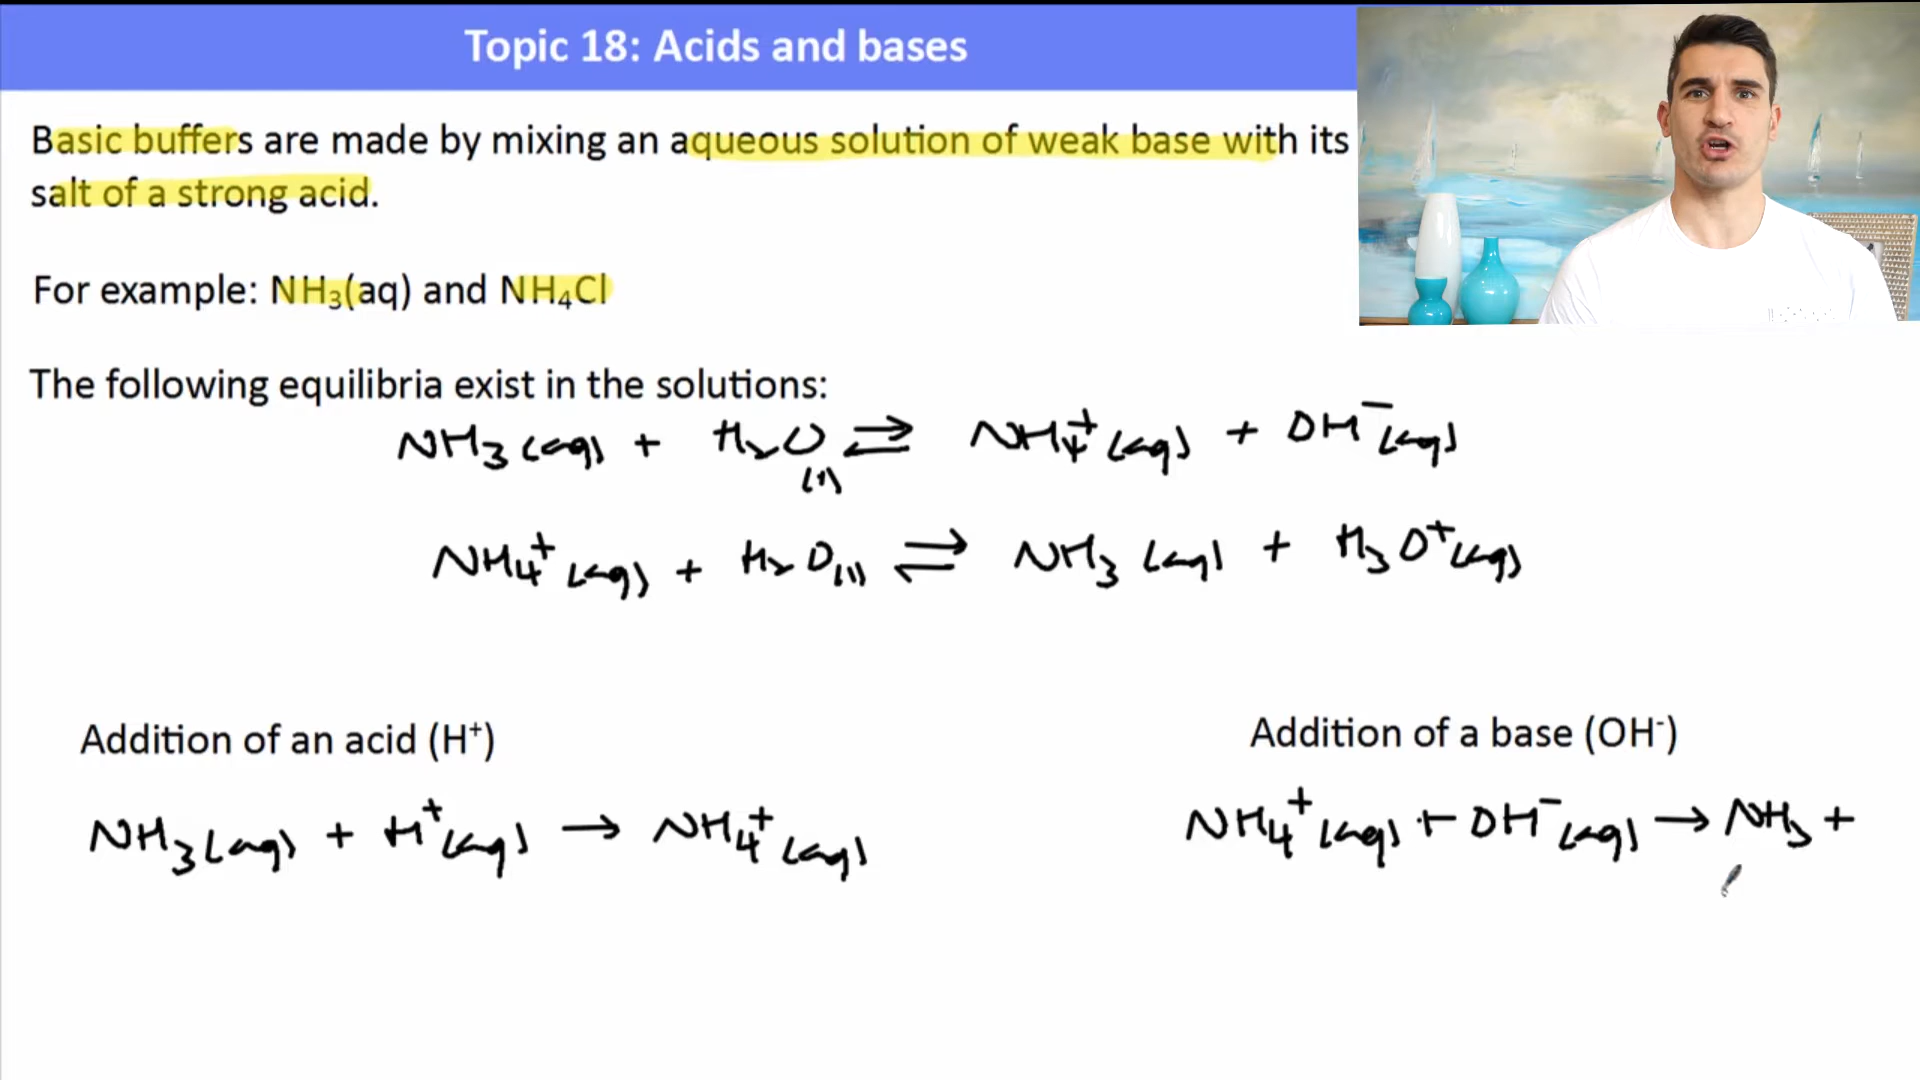 Topic 18: Acids and bases
Basic buffers are made by mixing an aqueous solution of weak base with its
salt of a strong acid.
For example: NH₃(aq) and NH₄Cl
The following equilibria exist in the solutions:
NH₃(aq) + H₂O(l) ⇌ NH₄⁺(aq) + OH⁻(aq)
NH₄⁺(aq) + H₂O(l) ⇌ NH₃(aq) + H₃O⁺(aq)
Addition of an acid (H⁺)
NH₃(aq) + H⁺(aq) → NH₄⁺(aq)
Addition of a base (OH⁻)
NH₄⁺(aq) + OH⁻(aq) → NH₃ +